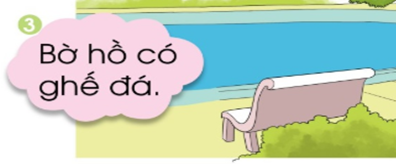 3
Bờ hồ có
ghế đá.